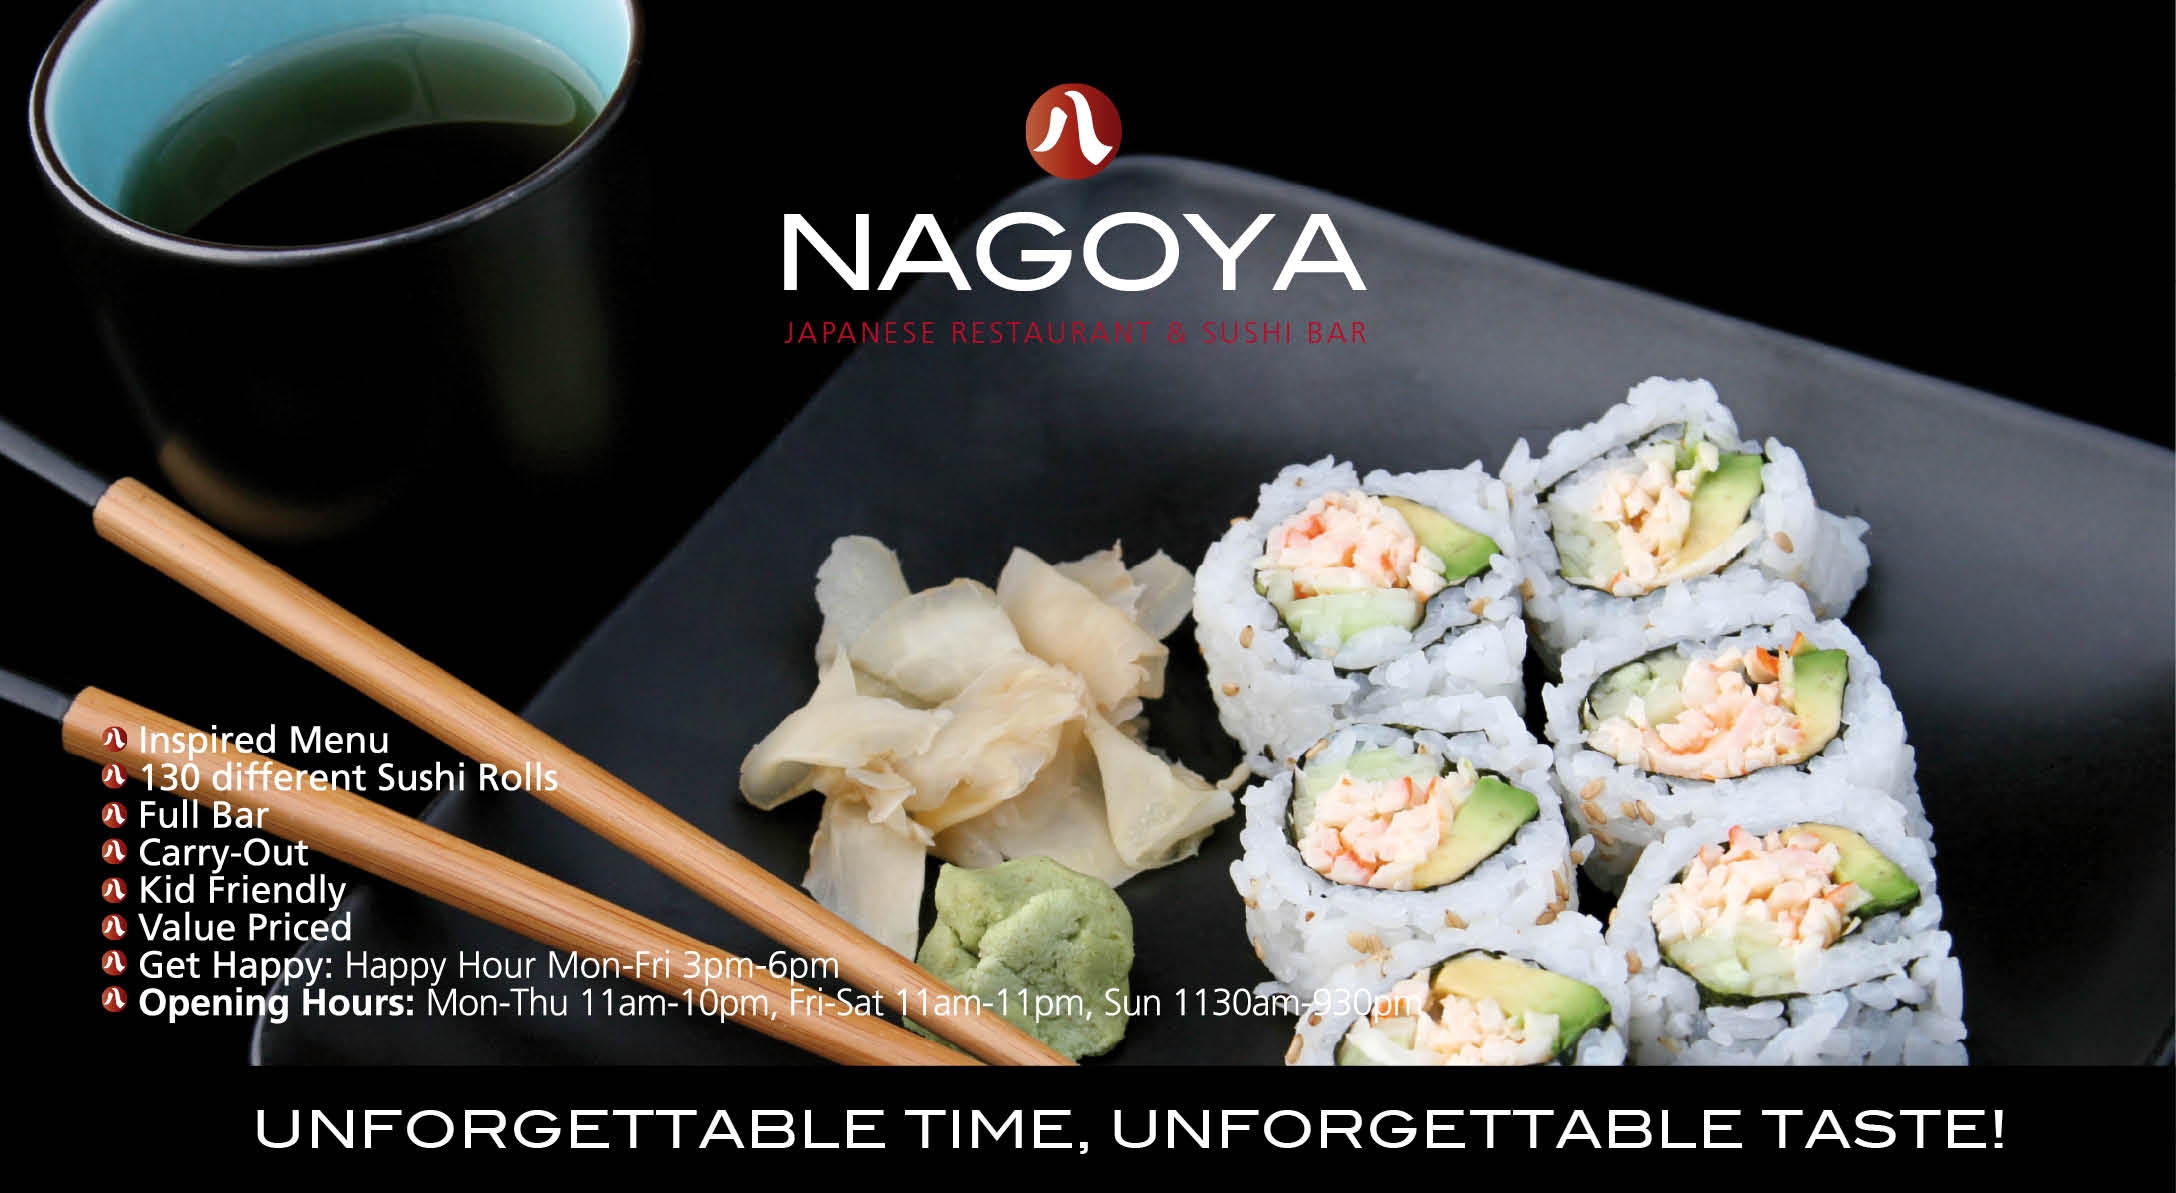 NAGOYA
JAPANESE RESTAURANT & SUSHI BAR
Inspired Menu
130 different Sushi Rolls
Full Bar
Carry-Out
Kid Friendly
Value Priced
Get Happy: Happy Hour Mon-Fri 3pm-6pm
Opening Hours: Mon-Thu 11am-10pm, Fri-Sat 11am-11pm, Sun 1130am-930pm
UNFORGETTABLE TIME, UNFORGETTABLE TASTE!